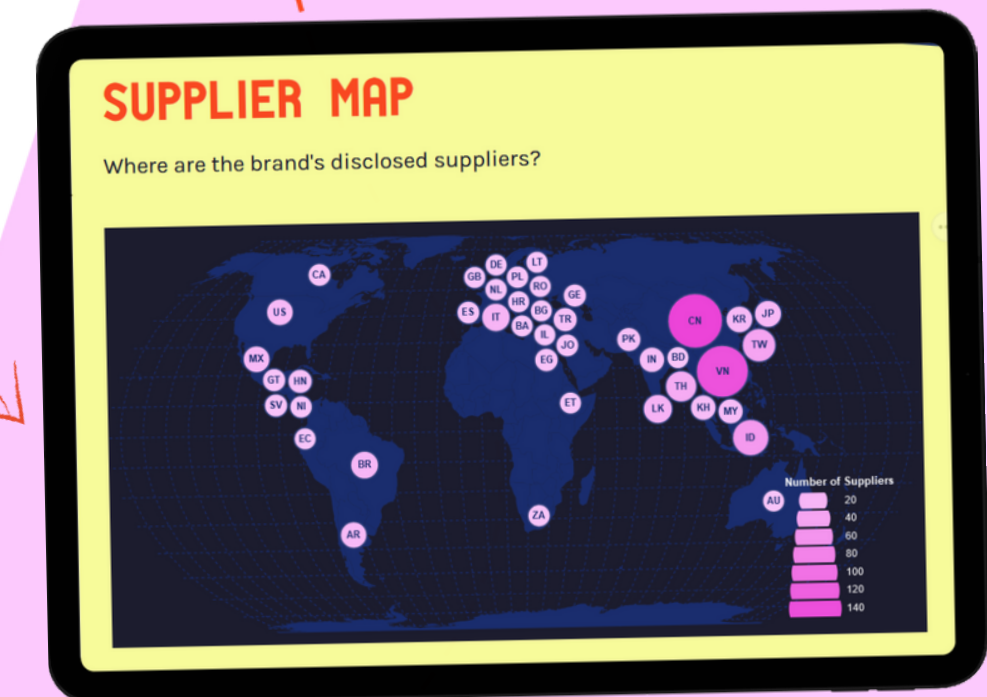 SUPPLIER MAP
Where are the brand's disclosed suppliers?
CA
US
MX
GT HN
SV NI
EC
BR
AR
DE LT
GB PL
NL RO
HR GE
ES IT BG
BA TR
IL
JO
EG
ET
ZA
CN KR JP
PK TW
IN BD
VN
TH
LK KH MY
ID
AU
Number of Suppliers
20
40
60
80
100
120
140